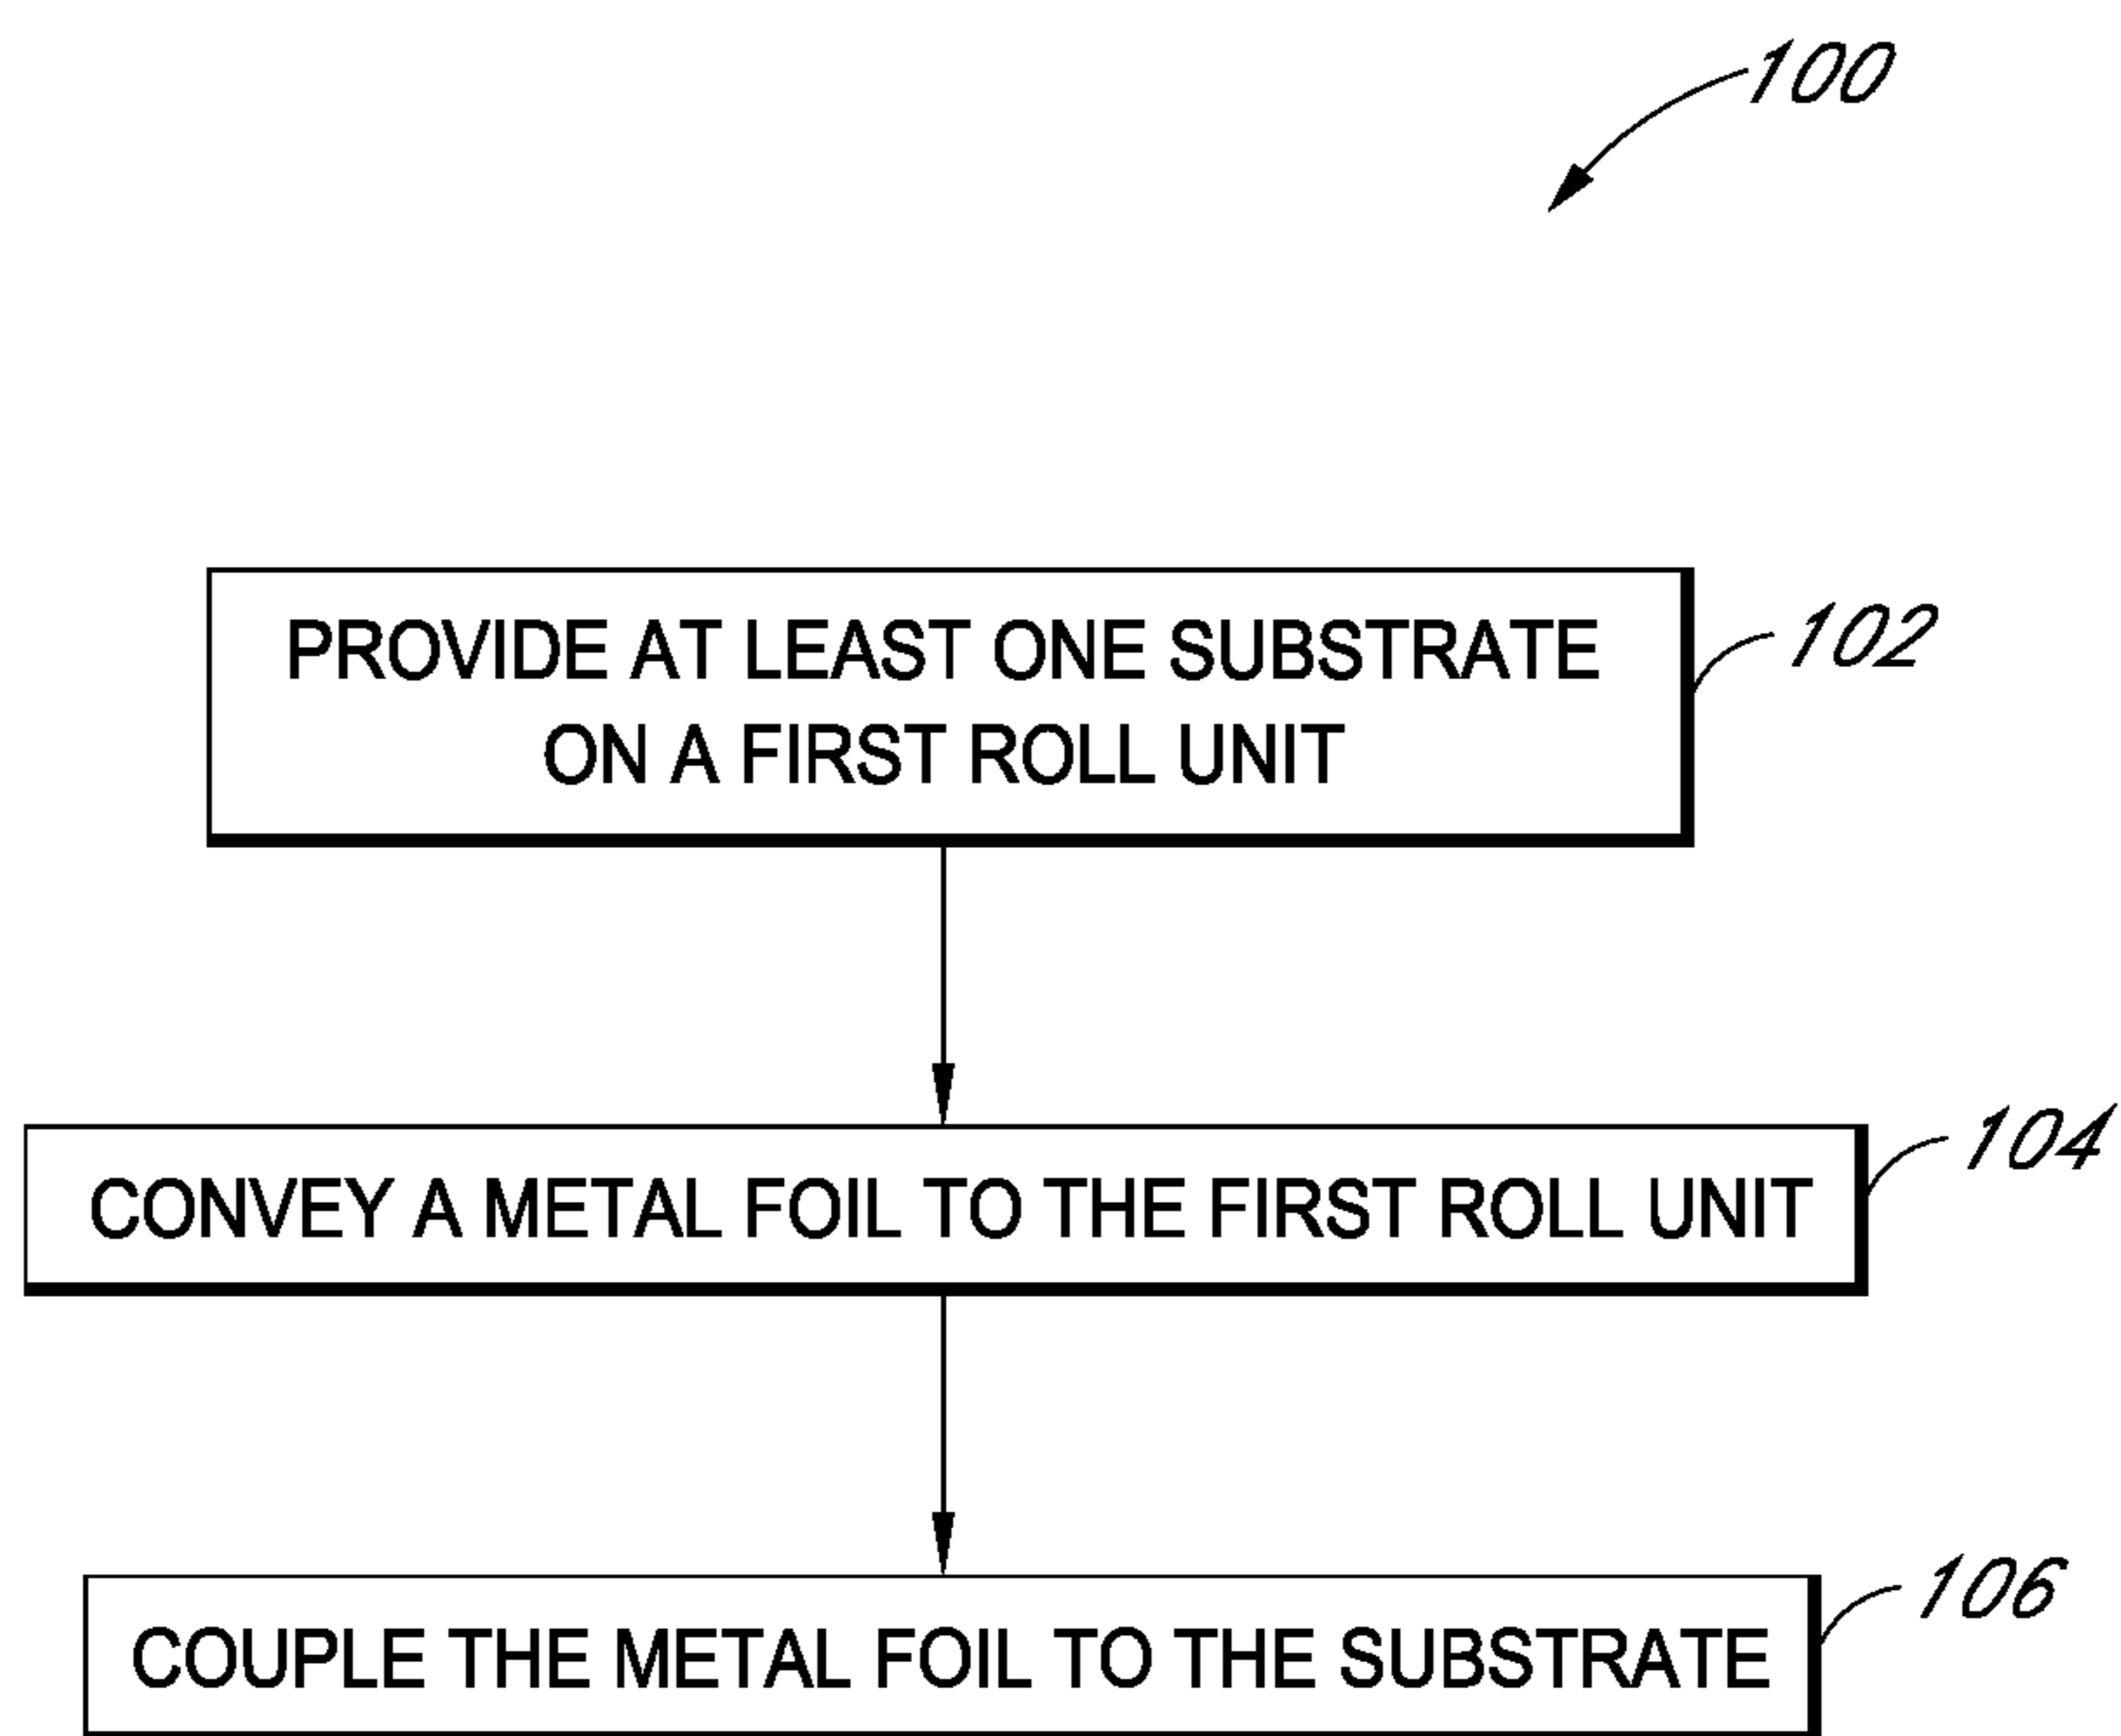 100
PROVIDE AT LEAST ONE SUBSTRATE
ON A FIRST ROLL UNIT
102
CONVEY A METAL FOIL TO THE FIRST ROLL UNIT
104
COUPLE THE METAL FOIL TO THE SUBSTRATE
106